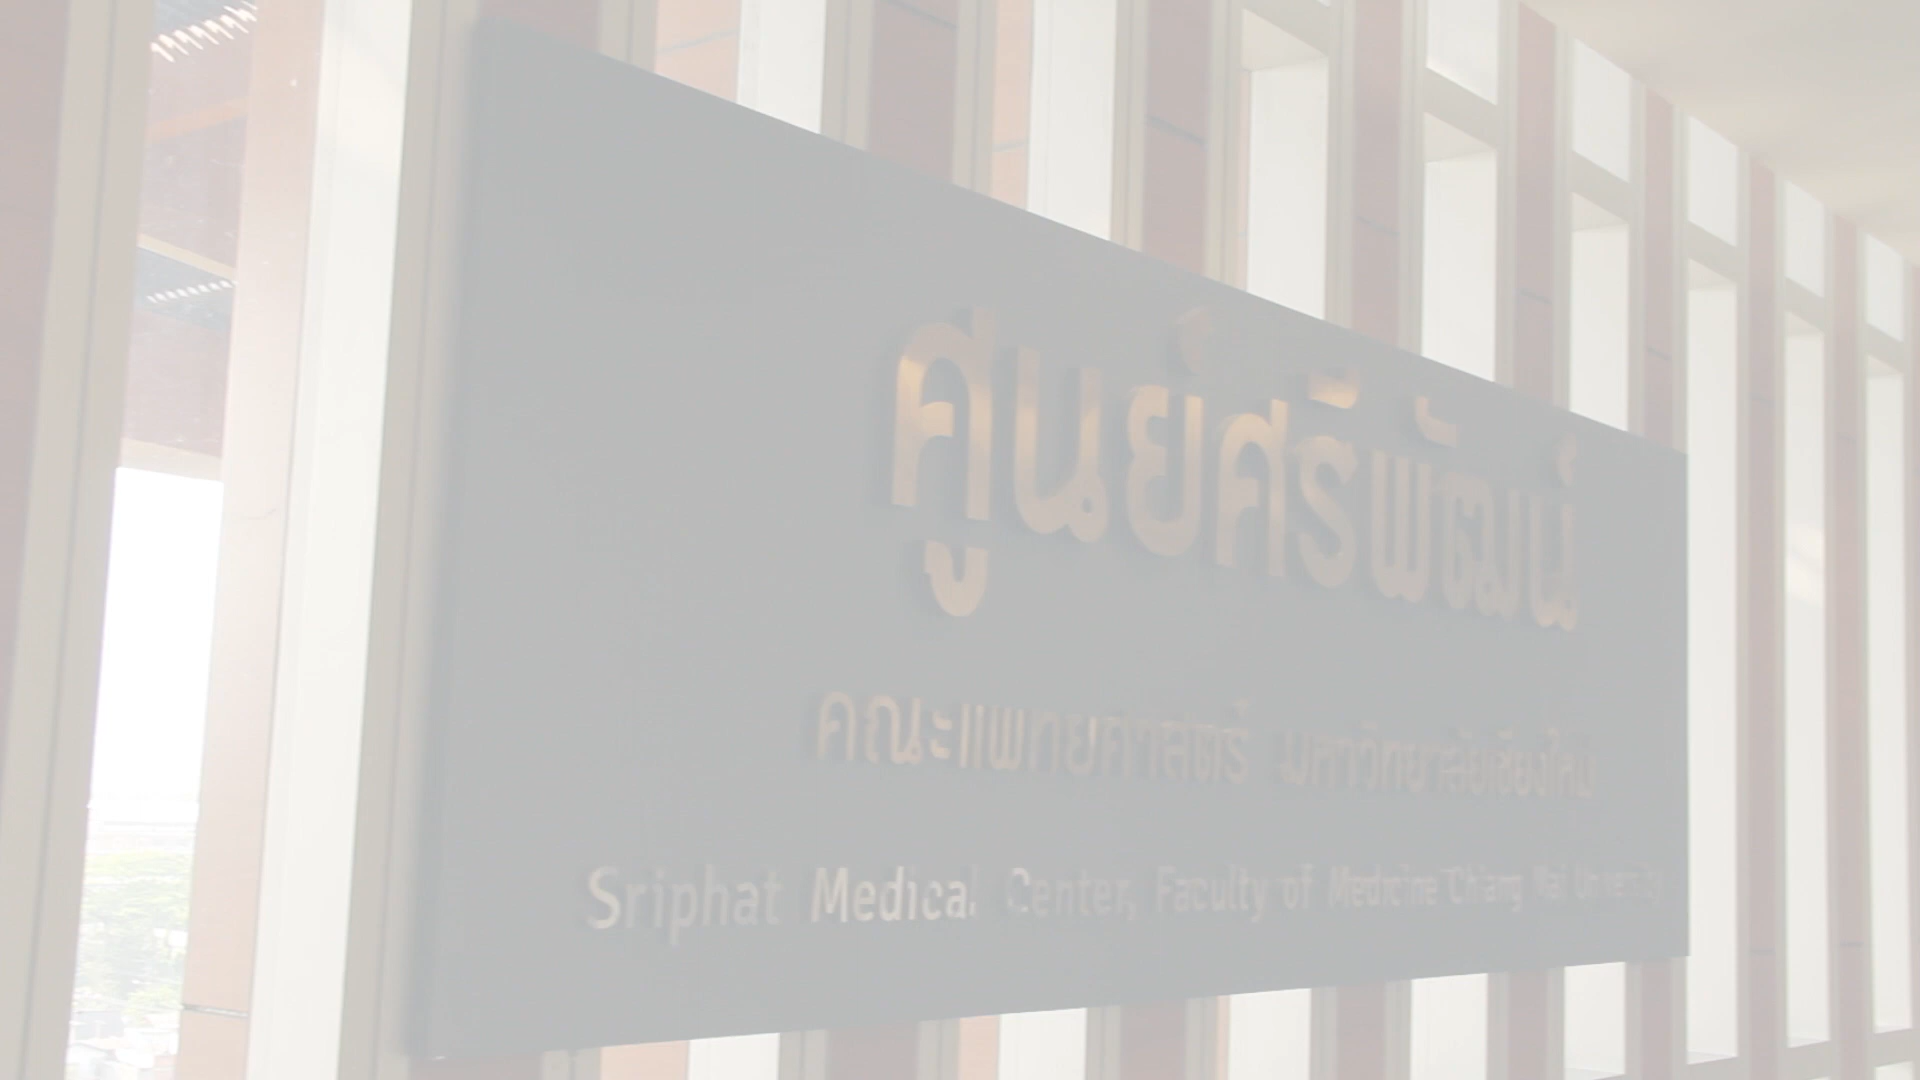 ศูนย์ศรีพัฒน์
คณะแพทยศาสตร์ มหาวิทยาลัยเชียงใหม่
Sriphat Medical Center, Faculty of Medicine Chiang Mai University